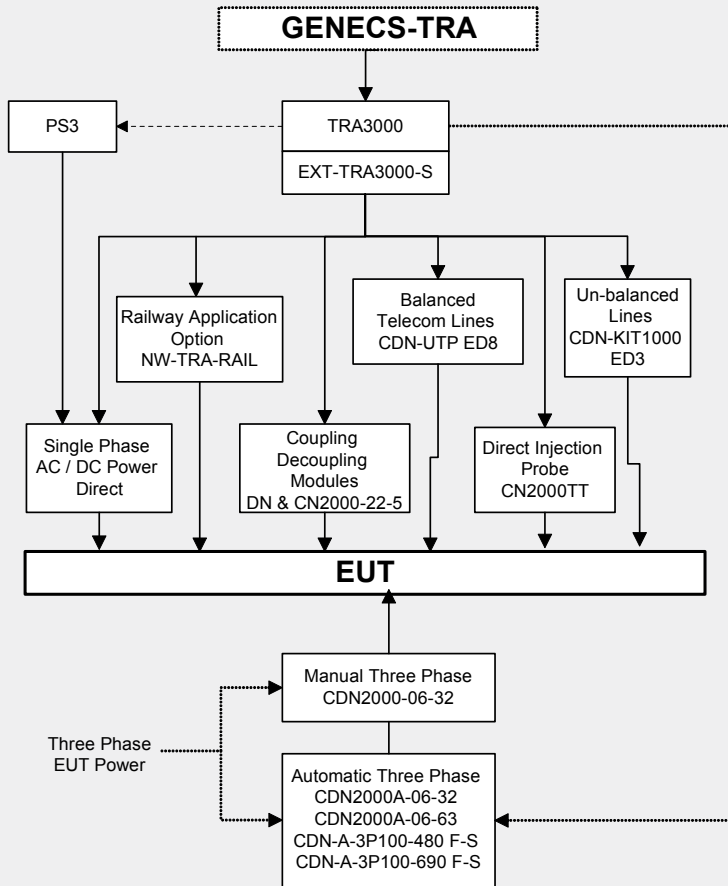 GENECS-TRA
PS3
TRA3000
EXT-TRA3000-S
Railway Application
Option
NW-TRA-RAIL
Balanced
Telecom Lines
CDN-UTP ED8
Un-balanced
Lines
CDN-KIT1000
ED3
Single Phase
AC / DC Power
Direct
Coupling
Decoupling
Modules
DN & CN2000-22-5
Direct Injection
Probe
CN2000TT
EUT
Manual Three Phase
CDN2000-06-32
Three Phase
EUT Power
Automatic Three Phase
CDN2000A-06-32
CDN2000A-06-63
CDN-A-3P100-480 F-S
CDN-A-3P100-690 F-S